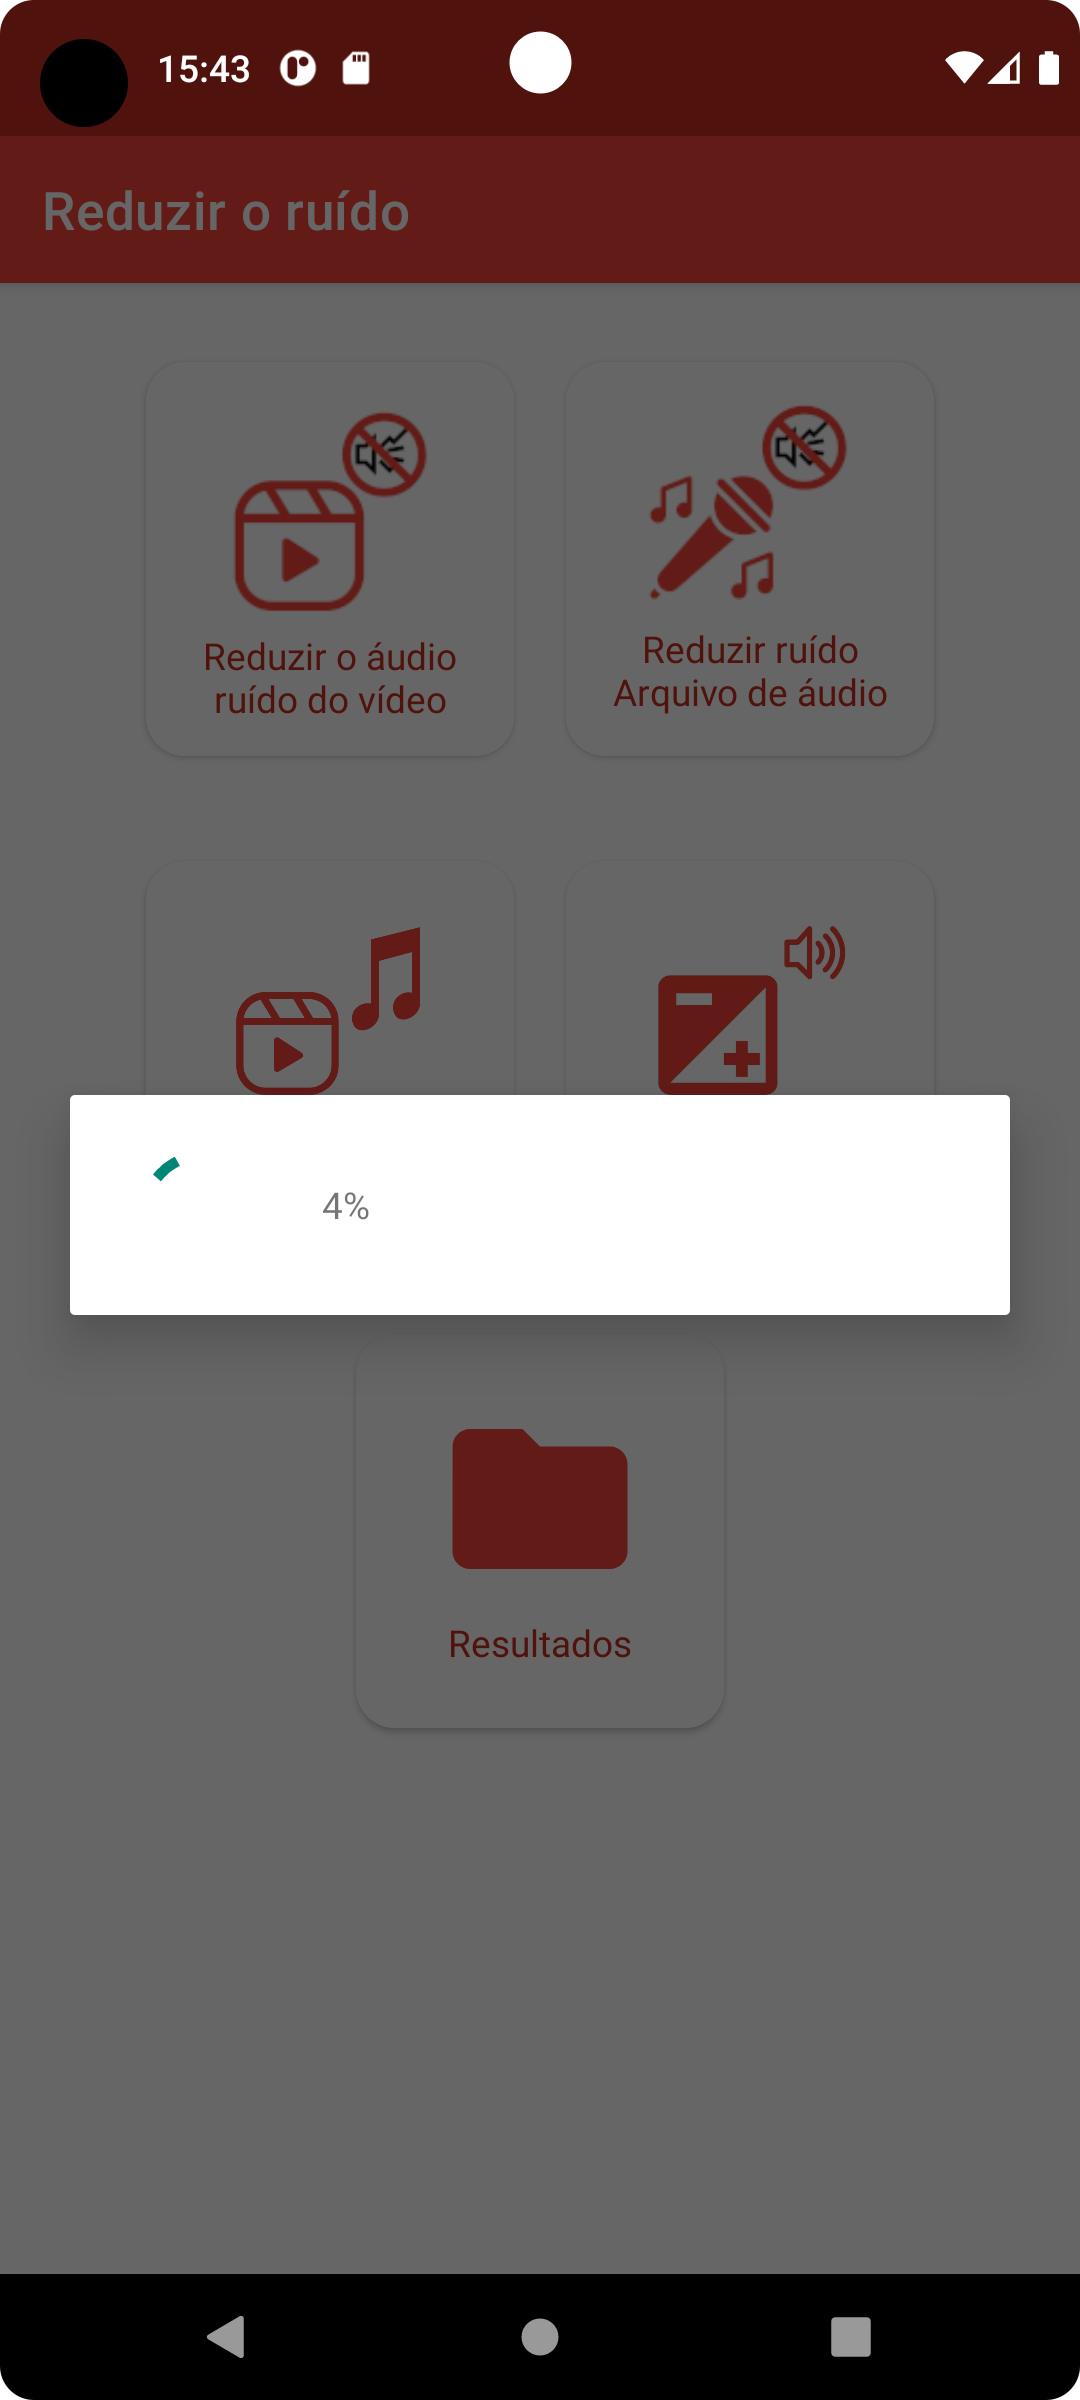 15:43
Reduzir o ruído
Reduzir o áudio
ruído do vídeo
Reduzir ruído
Arquivo de áudio
4%
Resultados